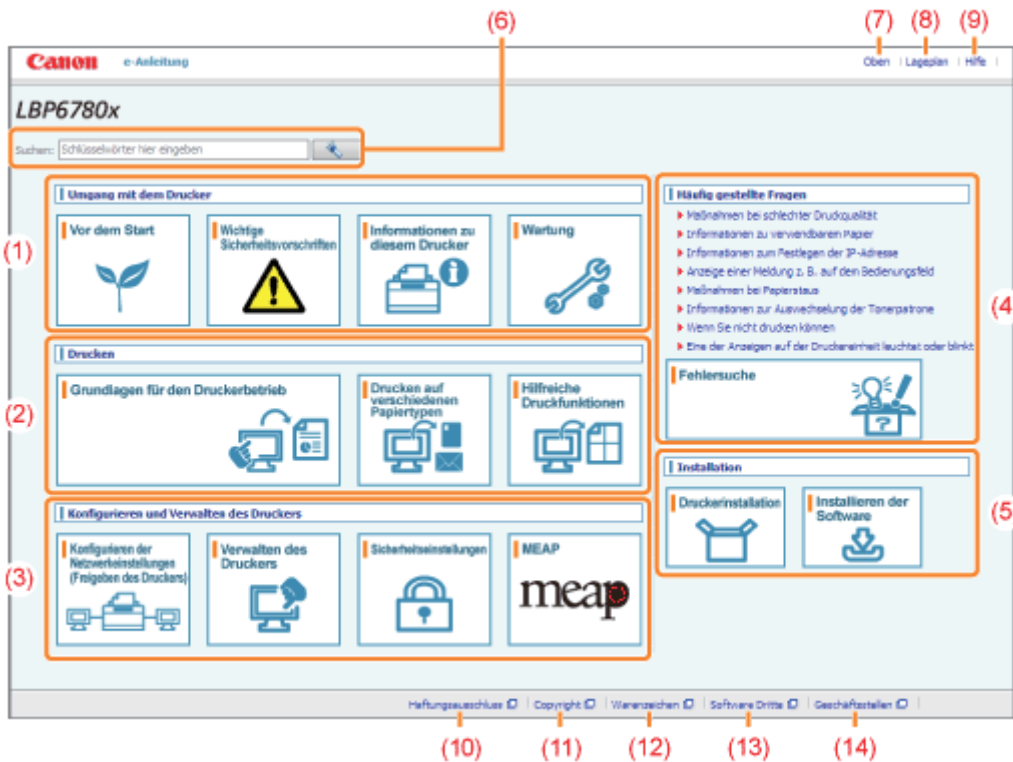 (6)
(7) (8) (9)
Canon e-Anleitung
Oben | Lageplan | Hilfe |
LBP6780x
Suchen: Schlüsselwörter hier eingeben
(1)
Umgang mit dem Drucker
Vor dem Start
Wichtige
Sicherheitsvorschriften
Informationen zu
diesem Drucker
Wartung
(2)
Drucken
Grundlagen für den Druckerbetrieb
Drucken auf
verschiedenen
Papiertypen
Hilfreiche
Druckfunktionen
(3)
Konfigurieren und Verwalten des Druckers
Konfigurieren der
Netzwerkeinstellungen
(Freigeben des Druckers)
Verwalten des
Druckers
Sicherheitseinstellungen
MEAP
meap
Häufig gestellte Fragen
Maßnahmen bei schlechter Druckqualität
Informationen zu verwendbaren Papier
Informationen zum Festlegen der IP-Adresse
Anzeige einer Meldung z. B. auf dem Bedienungsfeld
Maßnahmen bei Papierstaus
Informationen zur Auswechselung der Tonerpatrone
Wenn Sie nicht drucken können
Eine der Anzeigen auf der Druckereinheit leuchtet oder blinkt
(4
Fehlersuche
Installation
Druckerinstallation
Installieren der
Software
(5
Haftungsausschluss | Copyright | Warenzeichen | Software Dritte | Geschäftsstellen |
(10) (11) (12) (13) (14)